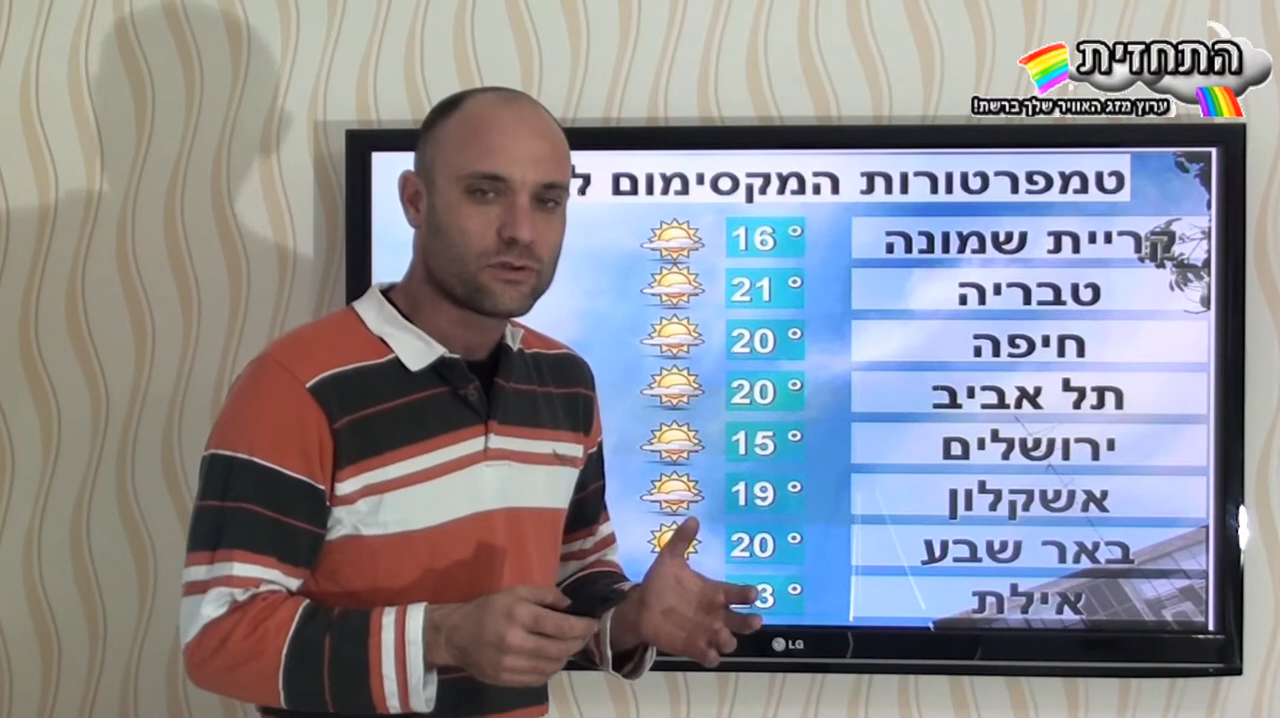 התחזית
ערוץ מזג האוויר שלך ברשת!
טמפרטורות המקסימום
קריית שמונה 16°
טבריה 21°
חיפה 20°
תל אביב 20°
ירושלים 15°
אשקלון 19°
באר שבע 20°
אילת 23°
LG